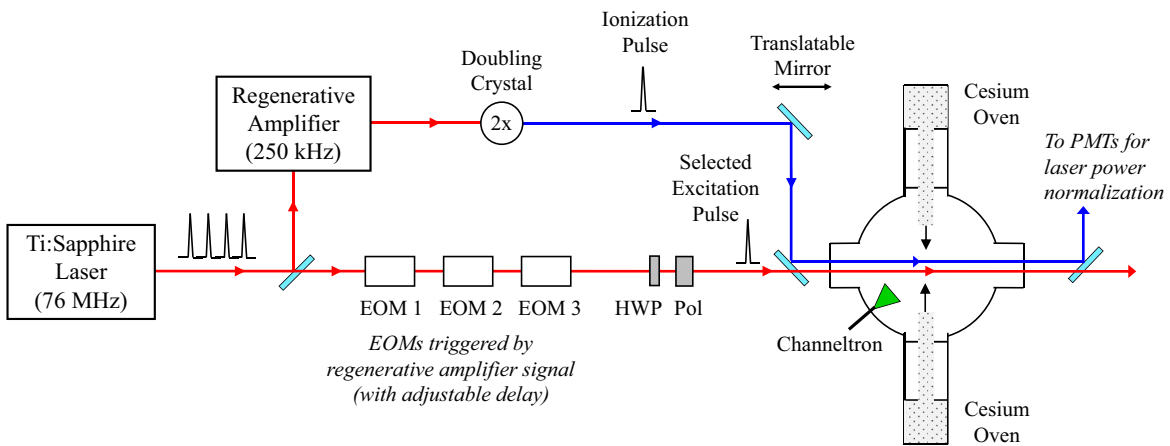 Ionization
Pulse
Translatable
Mirror
Doubling
Crystal
Cesium
Oven
Regenerative
Amplifier
(250 kHz)
2x
To PMTs for
laser power
normalization
Selected
Excitation
Pulse
Ti:Sapphire
Laser
(76 MHz)
EOM 1
EOM 2
EOM 3
HWP
Pol
EOMs triggered by
regenerative amplifier signal
(with adjustable delay)
Channeltron
Cesium
Oven